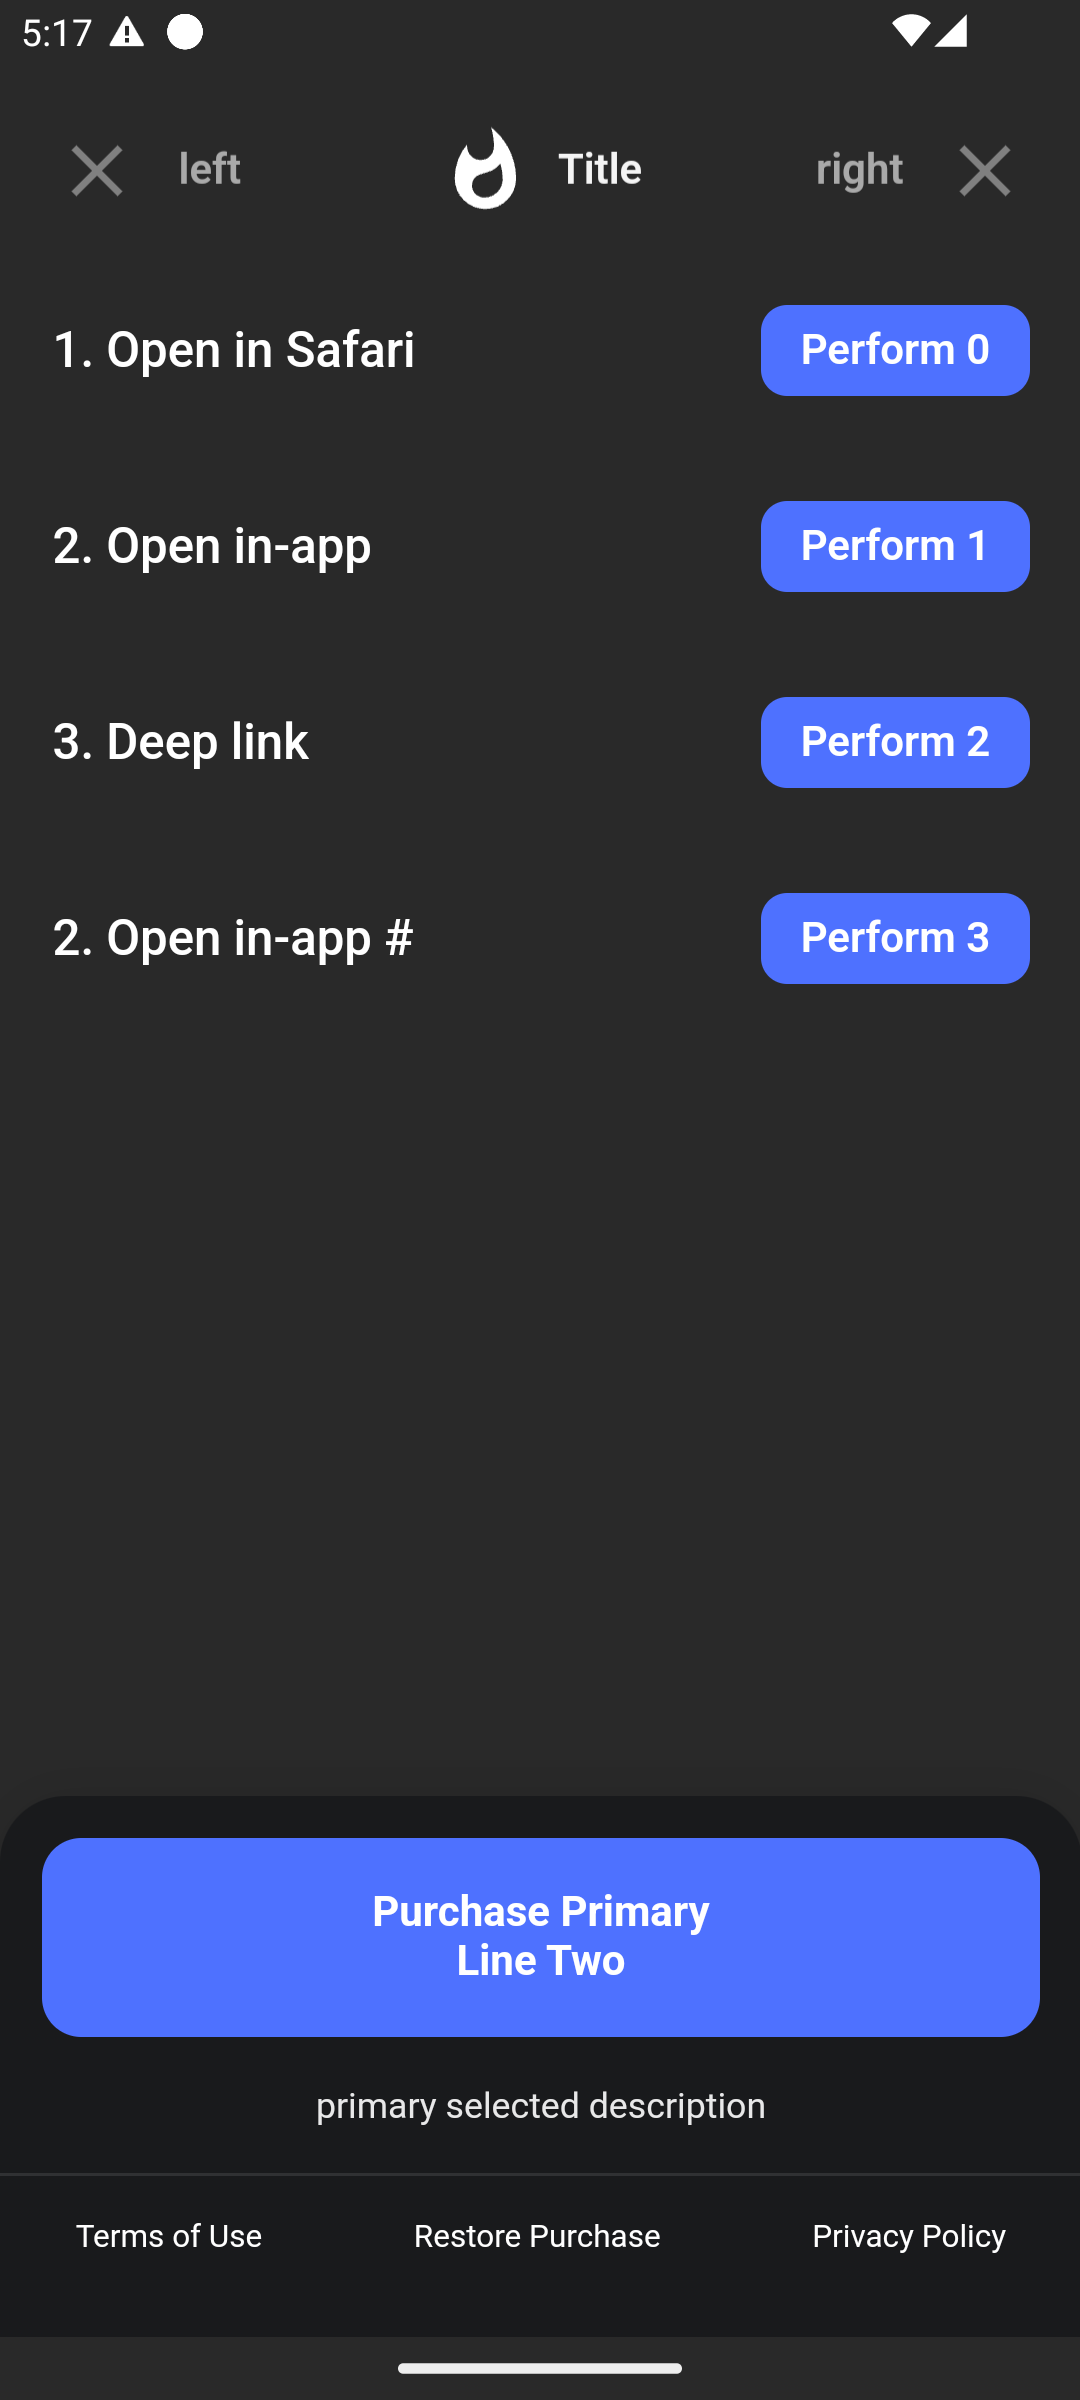 5:17
left
Title
right
1. Open in Safari
Perform 0
2. Open in-app
Perform 1
3. Deep link
Perform 2
2. Open in-app #
Perform 3
Purchase Primary
Line Two
primary selected description
Terms of Use
Restore Purchase
Privacy Policy